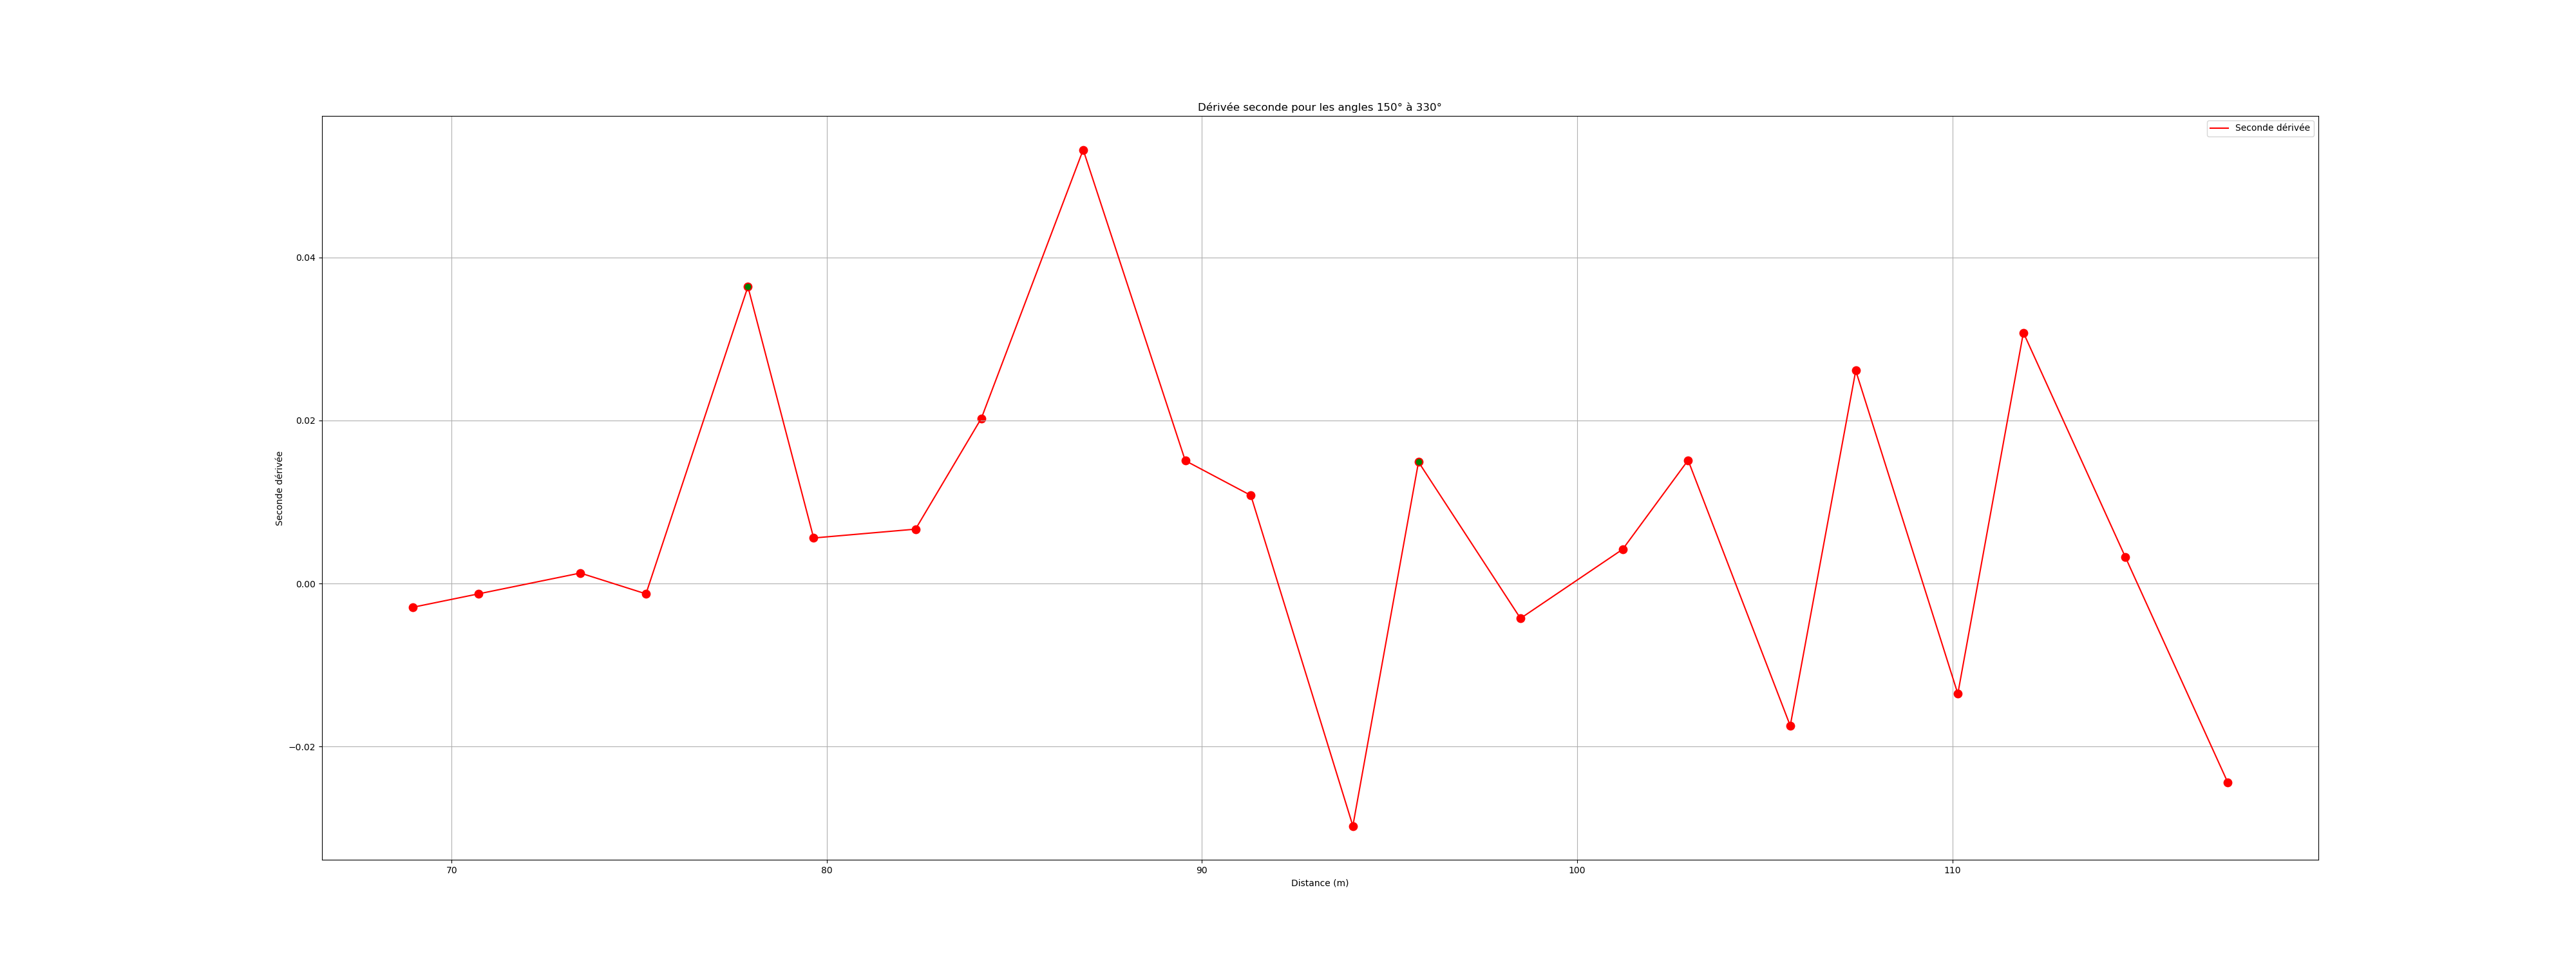 Dérivée seconde pour les angles 150° à 330°
Seconde dérivée
0.04
0.02
0.00
−0.02
Seconde dérivée
70
80
90
100
110
Distance (m)